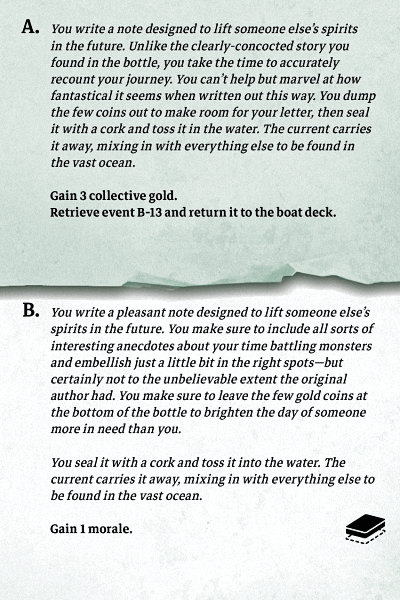 A. You write a note designed to lift someone else's spirits
in the future. Unlike the clearly-concocted story you
found in the bottle, you take the time to accurately
recount your journey. You can't help but marvel at how
fantastical it seems when written out this way. You dump
the few coins out to make room for your letter, then seal
it with a cork and toss it in the water. The current carries
it away, mixing in with everything else to be found in
the vast ocean.
Gain 3 collective gold.
Retrieve event B-13 and return it to the boat deck.
B. You write a pleasant note designed to lift someone else's
spirits in the future. You make sure to include all sorts of
interesting anecdotes about your time battling monsters
and embellish just a little bit in the right spots—but
certainly not to the unbelievable extent the original
author had. You make sure to leave the few gold coins at
the bottom of the bottle to brighten the day of someone
more in need than you.
You seal it with a cork and toss it into the water. The
current carries it away, mixing in with everything else to
be found in the vast ocean.
Gain 1 morale.